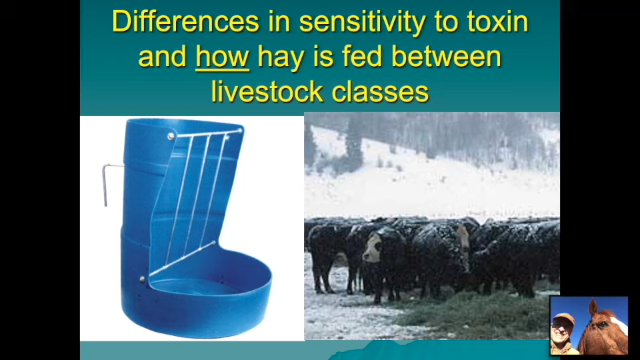 Differences in sensitivity to toxin
and how hay is fed between
livestock classes